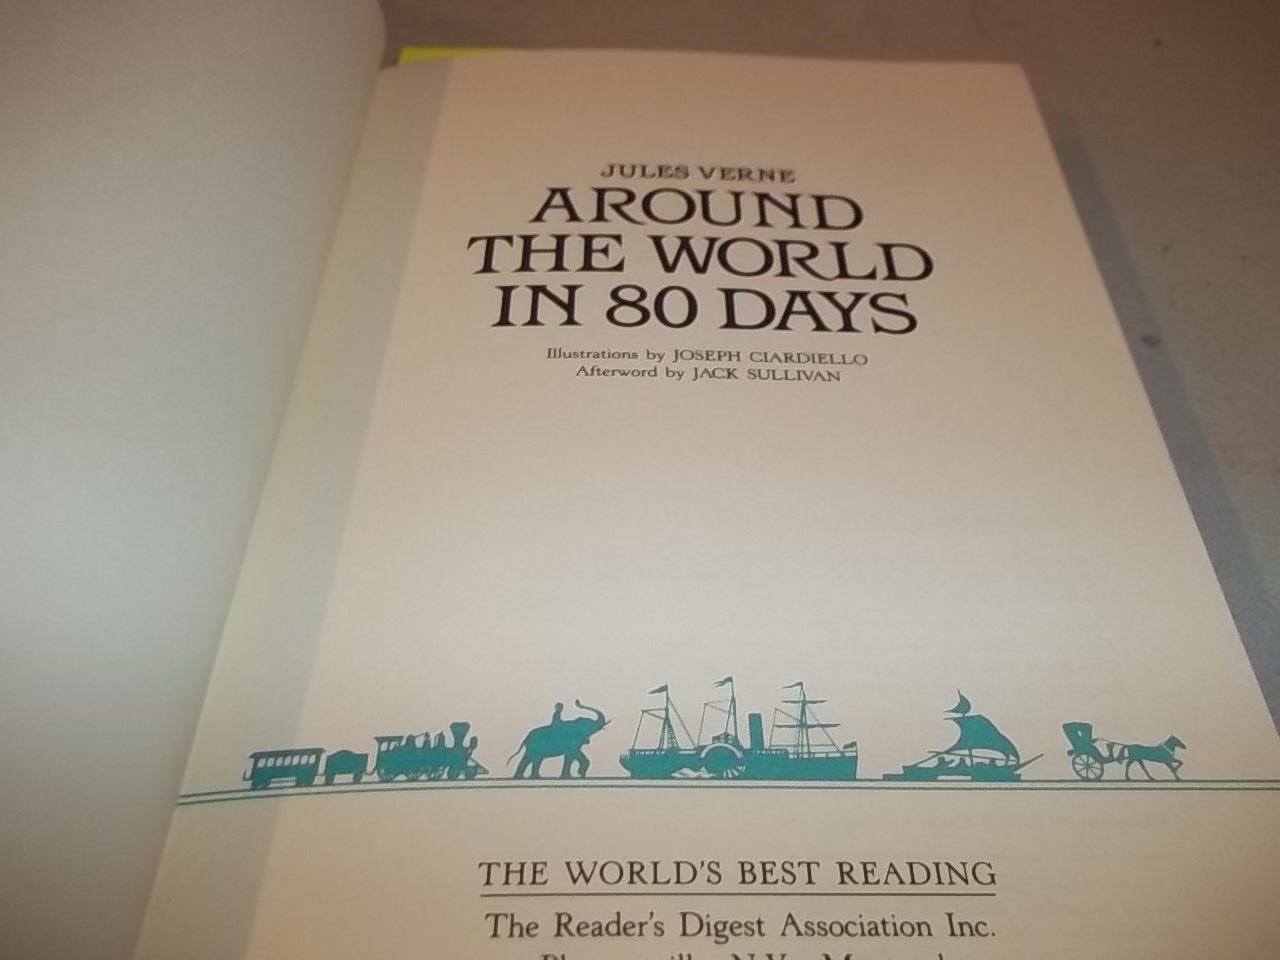 JULES VERNE
AROUND
THE WORLD
IN 80 DAYS
Illustrations by JOSEPH CIARDIELLO
Afterword by JACK SULLIVAN
THE WORLD'S BEST READING
The Reader's Digest Association Inc.